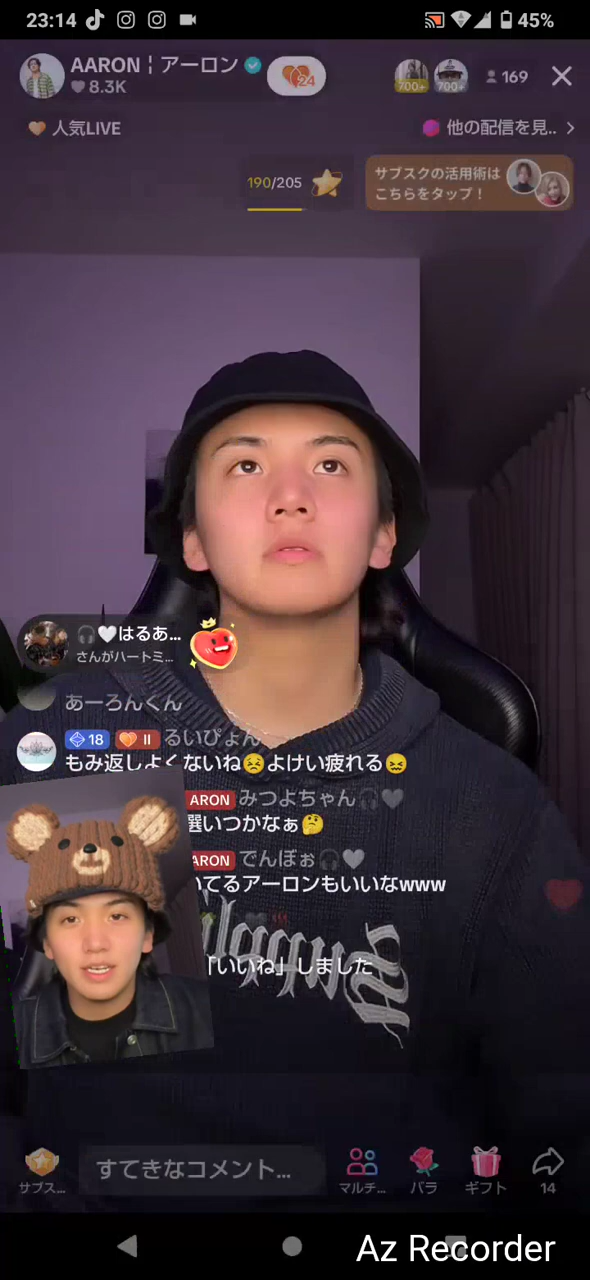 23:14
45%
AARON ¦ アーロン
8.3K
24
700+
700+
169
人気LIVE
他の配信を見..
190/205
サブスクの活用術は
こちらをタップ！
はるあ...
さんがハートミ...
あーろんくん
18
II
るいぴょん
もみ返しよくないね😣よけい疲れる😖
ARON
みつよちゃん🎧🤍
選いつかなぁ🤔
ARON
でんぼぉ🎧🤍
いてるアーロンもいいなwww
「いいね」しました
サブス...
すてきなコメント...
マルチ...
バラ
ギフト
14
Az Recorder